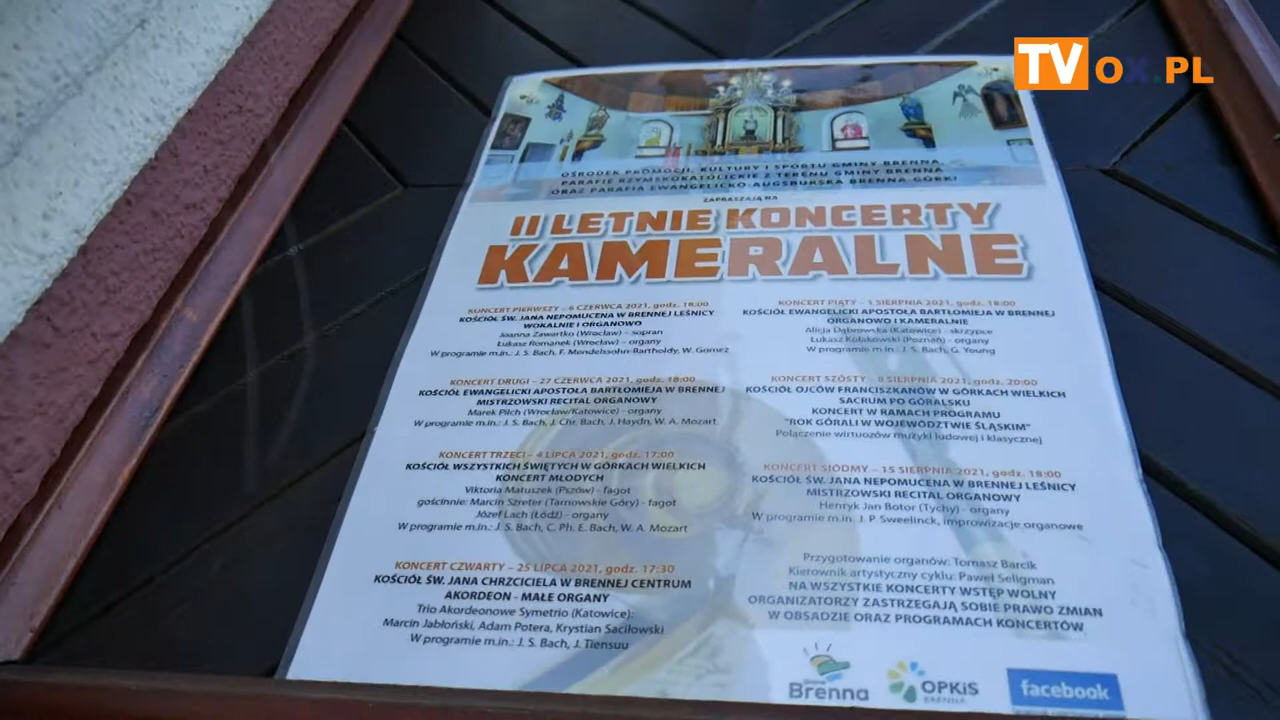 TVOX.PL
OŚRODEK PROMOCJI, KULTURY I SPORTU GMINY BRENNA,
PARAFIE RZYMSKOKATOLICKIE Z TERENU GMINY BRENNA
ORAZ PARAFIA EWANGELICKO-AUGSBURSKA BRENNA-GÓRKI
ZAPRASZAJĄ NA
II LETNIE KONCERTY
KAMERALNE
KONCERT PIERWSZY – 6 CZERWCA 2021, godz. 18:00
KOŚCIÓŁ ŚW. JANA NEPOMUCENA W BRENNEJ LEŚNICY
WOKALNIE I ORGANOWO
Joanna Zawartko (Wrocław) – sopran
Łukasz Romanek (Wrocław) – organy
W programie m.in.: J. S. Bach, F. Mendelssohn-Bartholdy, W. Gomez
KONCERT DRUGI – 27 CZERWCA 2021, godz. 18:00
KOŚCIÓŁ EWANGELICKI APOSTOŁA BARTŁOMIEJA W BRENNEJ
MISTRZOWSKI RECITAL ORGANOWY
Marek Pilch (Wrocław/Katowice) - organy
W programie m.in.: J. S. Bach, J. Chr. Bach, J. Haydn, W. A. Mozart
KONCERT TRZECI – 4 LIPCA 2021, godz. 17:00
KOŚCIÓŁ WSZYSTKICH ŚWIĘTYCH W GÓRKACH WIELKICH
KONCERT MŁODYCH
Viktoria Matuszek (Pszów) - fagot
gościnnie: Marcin Szreter (Tarnowskie Góry) - fagot
Józef Lach (Łódź) – organy
W programie m.in.: J. S. Bach, C. Ph. E. Bach, W. A. Mozart
KONCERT CZWARTY – 25 LIPCA 2021, godz. 17:30
KOŚCIÓŁ ŚW. JANA CHRZCICIELA W BRENNEJ CENTRUM
AKORDEON - MAŁE ORGANY
Trio Akordeonowe Symetrio (Katowice):
Marcin Jabłoński, Adam Potera, Krystian Saciłowski
W programie m.in.: J. S. Bach, J. Tiensuu
KONCERT PIĄTY – 1 SIERPNIA 2021, godz. 18:00
KOŚCIÓŁ EWANGELICKI APOSTOŁA BARTŁOMIEJA W BRENNEJ
ORGANOWO I KAMERALNIE
Alicja Dąbrowska (Katowice) - skrzypce
Łukasz Kołakowski (Poznań) – organy
W programie m.in.: J. S. Bach, G. Young
KONCERT SZÓSTY – 8 SIERPNIA 2021, godz. 20:00
KOŚCIÓŁ OJCÓW FRANCISZKANÓW W GÓRKACH WIELKICH
SACRUM PO GÓRALSKU
KONCERT W RAMACH PROGRAMU
"ROK GÓRALI W WOJEWÓDZTWIE ŚLĄSKIM"
Połączenie wirtuozów muzyki ludowej i klasycznej
KONCERT SIÓDMY – 15 SIERPNIA 2021, godz. 18:00
KOŚCIÓŁ ŚW. JANA NEPOMUCENA W BRENNEJ LEŚNICY
MISTRZOWSKI RECITAL ORGANOWY
Henryk Jan Botor (Tychy) - organy
W programie m.in. J. P. Sweelinck, improwizacje organowe
Przygotowanie organów: Tomasz Barcik
Kierownik artystyczny cyklu: Paweł Seligman
NA WSZYSTKIE KONCERTY WSTĘP WOLNY
ORGANIZATORZY ZASTRZEGAJĄ SOBIE PRAWO ZMIAN
W OBSADZIE ORAZ PROGRAMACH KONCERTÓW
Brenna
OPKiS
BRENNA
facebook